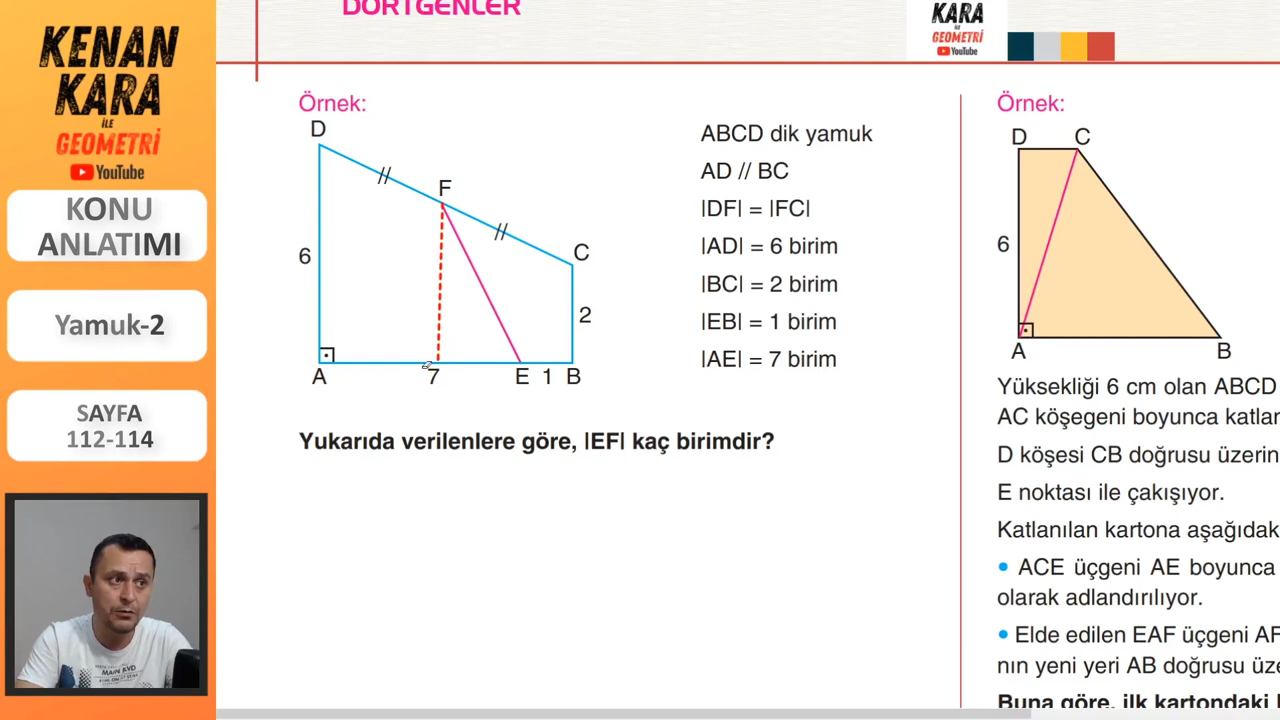 DÖRTGENLER
KENAN
KARA
İLE
GEOMETRİ
YouTube
KONU
ANLATIMI
Yamuk-2
SAYFA
112-114
KARA
İLE
GEOMETRİ
YouTube
Örnek:
D
F
C
6
2
A
7
E
1
B
ABCD dik yamuk
AD // BC
|DF| = |FC|
|AD| = 6 birim
|BC| = 2 birim
|EB| = 1 birim
|AE| = 7 birim
Yukarıda verilenlere göre, |EF| kaç birimdir?
Örnek:
D
C
6
A
B
Yüksekliği 6 cm olan ABCD
AC köşegeni boyunca katlan
D köşesi CB doğrusu üzerin
E noktası ile çakışıyor.
Katlanılan kartona aşağıdak
• ACE üçgeni AE boyunca
olarak adlandırılıyor.
• Elde edilen EAF üçgeni AF
nın yeni yeri AB doğrusu üze
Buna göre, ilk kartondaki